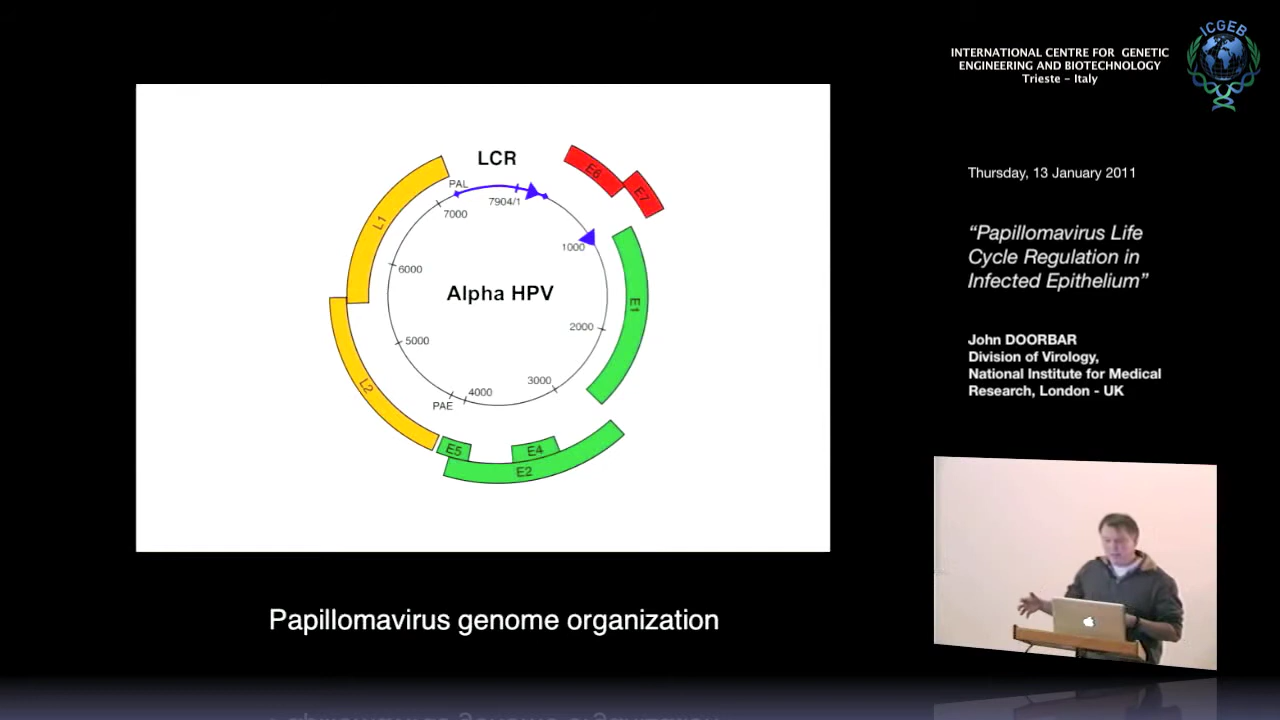 ICGEB
INTERNATIONAL CENTRE FOR GENETIC
ENGINEERING AND BIOTECHNOLOGY
Trieste - Italy
Thursday, 13 January 2011
“Papillomavirus Life
Cycle Regulation in
Infected Epithelium”
John DOORBAR
Division of Virology,
National Institute for Medical
Research, London - UK
LCR
PAL
7904/1
7000
1000
6000
Alpha HPV
2000
5000
3000
4000
PAE
E6
E7
L1
E1
L2
E5
E4
E2
Papillomavirus genome organization